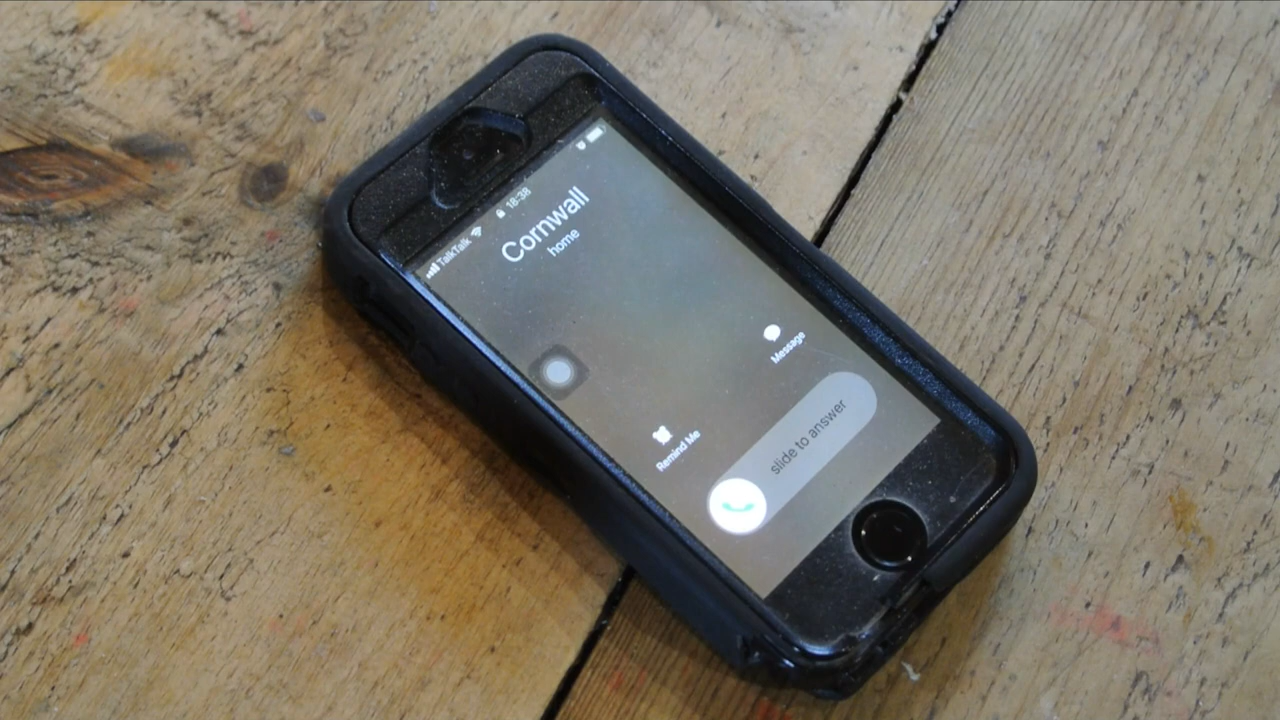 TalkTalk 18:38
Cornwall
home
Remind Me Message
slide to answer